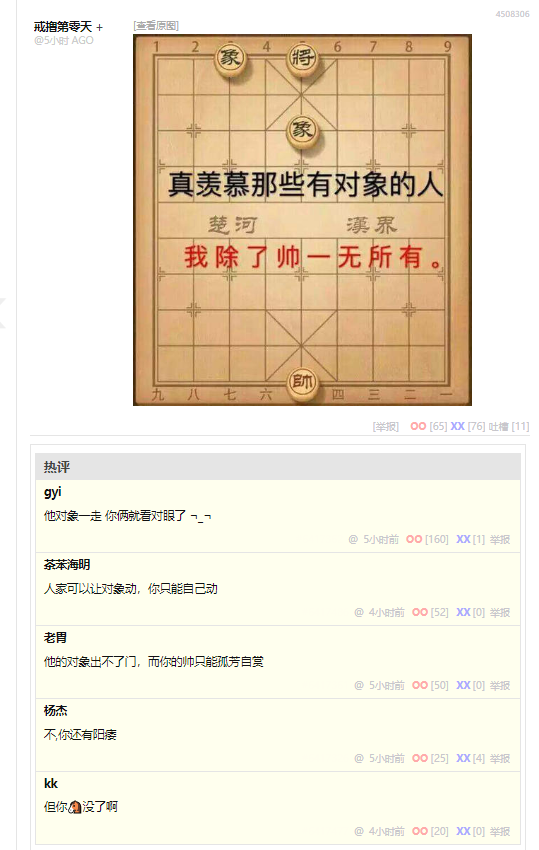 4508306
戒撸第零天 +
@5小时 AGO
[查看原图]
1 2 3 4 5 6 7 8 9
象 将
象
真羡慕那些有对象的人
楚河 漢界
我除了帅一无所有。
帥
九 八 七 六 四 三 二 一
[举报] OO [65] XX [76] 吐槽 [11]
热评
gyi
他对象一走 你俩就看对眼了 ¬_¬
@ 5小时前 OO [160] XX [1] 举报
茶苯海明
人家可以让对象动，你只能自己动
@ 4小时前 OO [52] XX [0] 举报
老胃
他的对象出不了门，而你的帅只能孤芳自赏
@ 5小时前 OO [50] XX [0] 举报
杨杰
不,你还有阳痿
@ 5小时前 OO [25] XX [4] 举报
kk
但你🐴没了啊
@ 4小时前 OO [20] XX [0] 举报